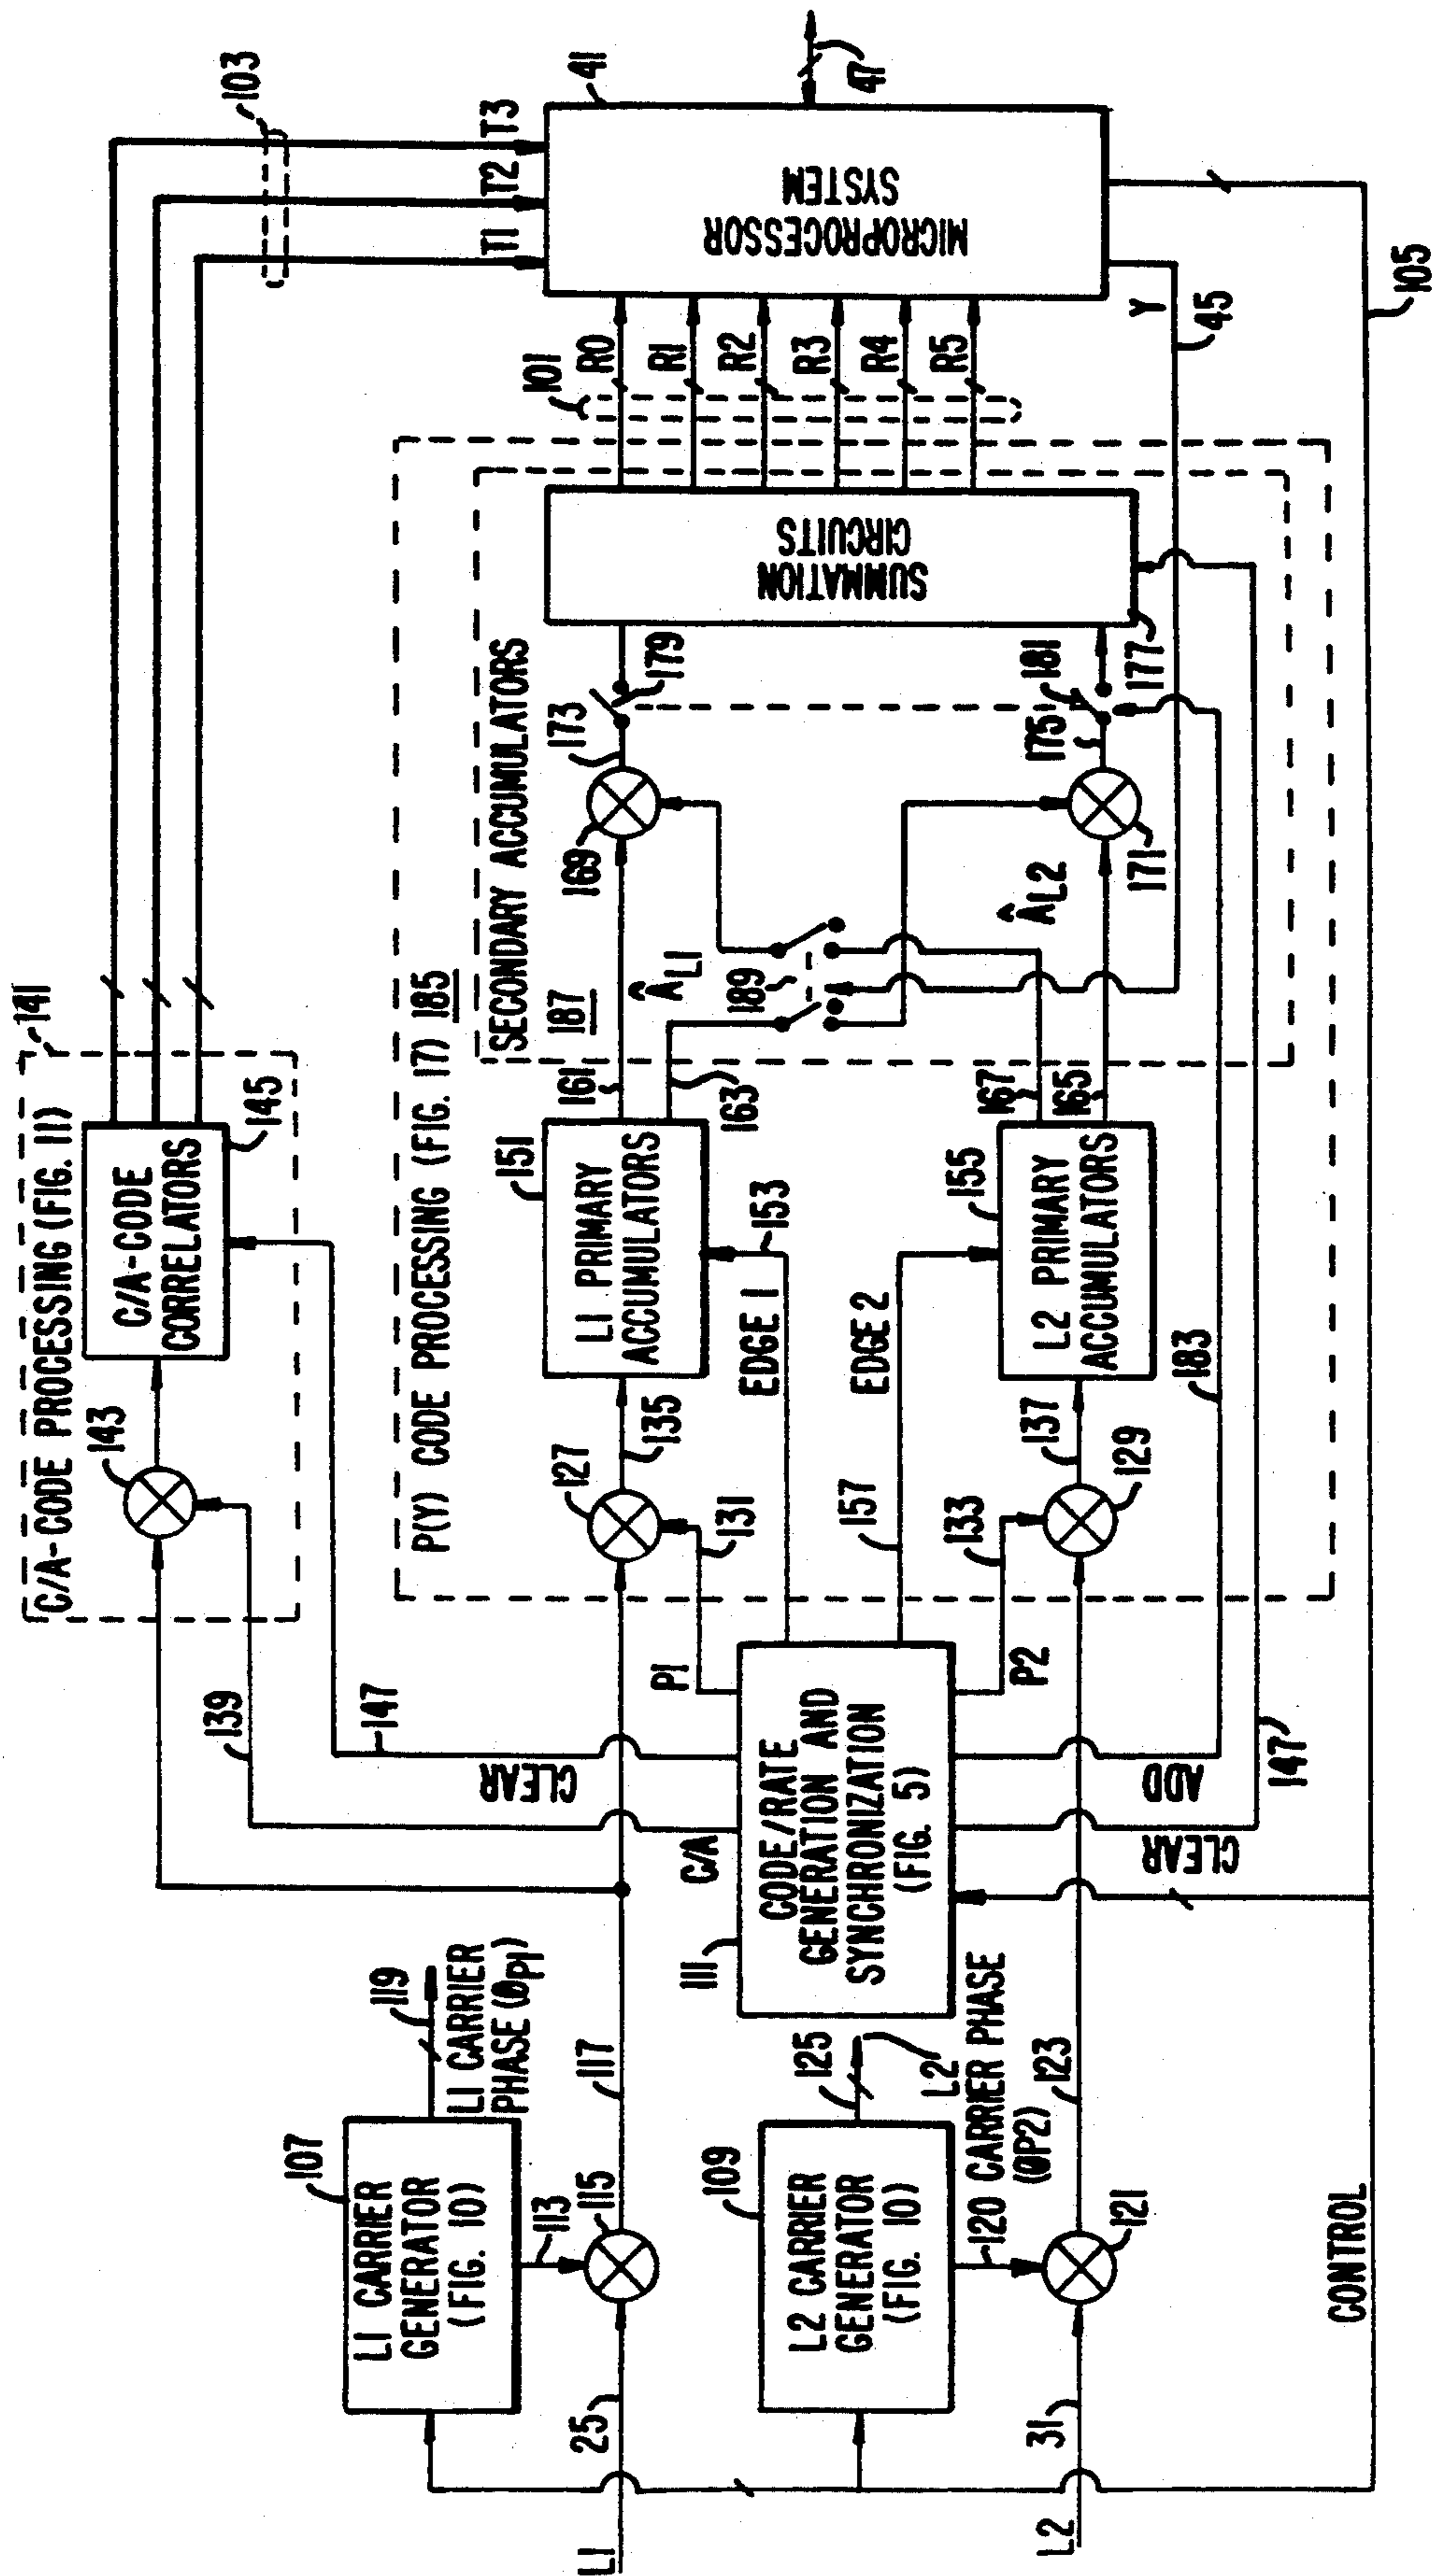 C/A-CODE PROCESSING (FIG. 11)
141
143
C/A-CODE
CORRELATORS
145
103
T1
T2
T3
41
MICROPROCESSOR
SYSTEM
47
139
147
CLEAR
C/A
107
L1 CARRIER
GENERATOR
(FIG. 10)
119
L1 CARRIER
PHASE (ØP1)
113
115
117
25
L1
P(Y) CODE PROCESSING (FIG. 17) 185
127
131
135
P1
151
L1 PRIMARY
ACCUMULATORS
153
EDGE 1
161
163
SECONDARY ACCUMULATORS
187
ÂL1
189
169
173
179
SUMMATION
CIRCUITS
101
R0
R1
R2
R3
R4
R5
Y
45
105
111
CODE/RATE
GENERATION AND
SYNCHRONIZATION
(FIG. 5)
EDGE 2
157
155
L2 PRIMARY
ACCUMULATORS
167
165
ÂL2
171
175
181
177
133
137
129
P2
183
ADD
147
CLEAR
109
L2 CARRIER
GENERATOR
(FIG. 10)
125
L2
120 CARRIER PHASE
(ØP2)
121
123
31
L2
CONTROL